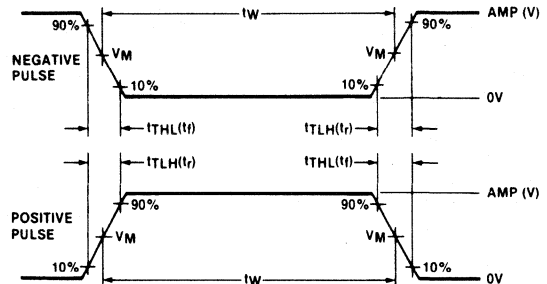 tW
90% 90% AMP (V)
NEGATIVE PULSE
VM VM
10% 10%
0V
tTHL(tf) tTLH(tr)
tTLH(tr) tTHL(tf)
AMP (V)
90% 90%
POSITIVE PULSE
VM VM
10% 10%
tW 0V